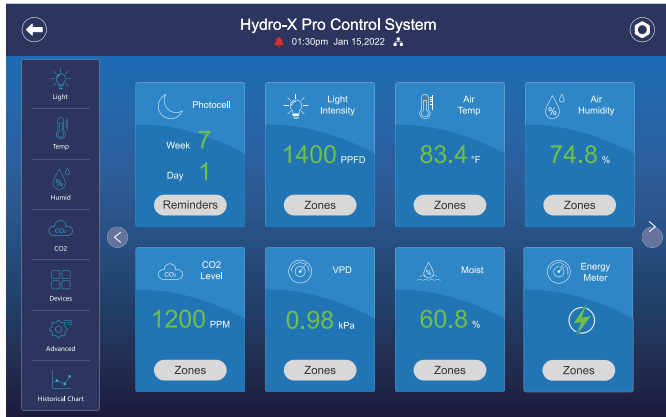 Hydro-X Pro Control System
01:30pm Jan 15,2022
Light
Temp
Humid
CO2
CO2
Devices
Advanced
Historical Chart
Photocell
Week 7
Day 1
Reminders
Light
Intensity
1400 PPFD
Zones
Air
Temp
83.4 °F
Zones
%
Air
Humidity
74.8 %
Zones
CO2
CO2
Level
1200 PPM
Zones
VPD
0.98 kPa
Zones
Moist
60.8 %
Zones
Energy
Meter
Zones